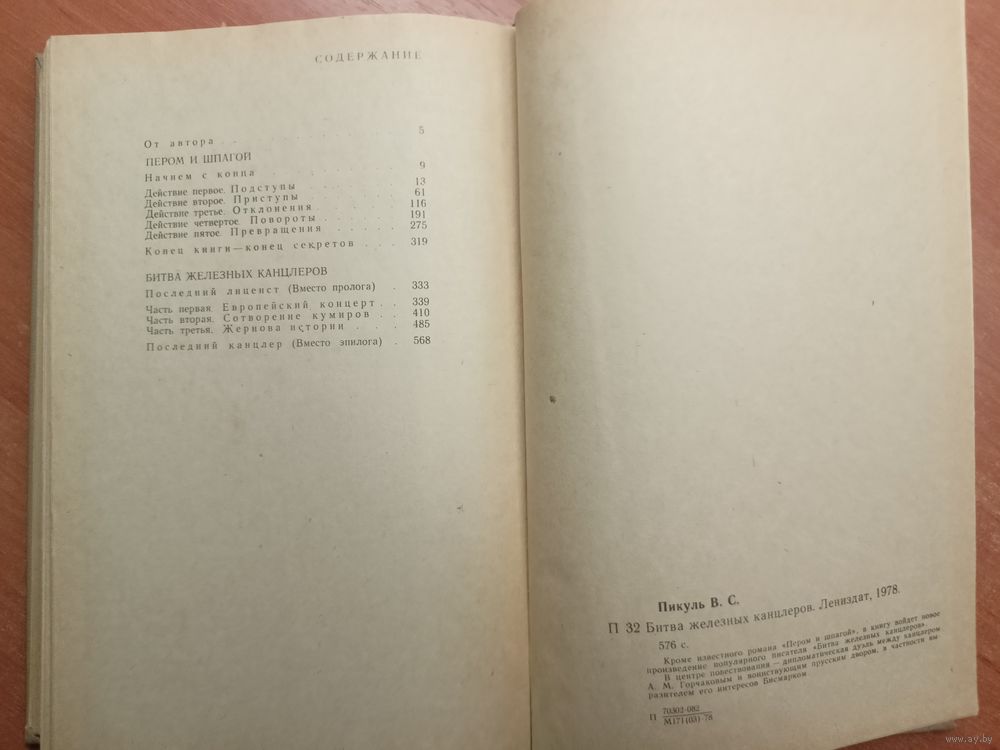 СОДЕРЖАНИЕ
От автора . . . . . . . . . 5
ПЕРОМ И ШПАГОЙ
Начнем с конца . . . . . . 9
Действие первое. Подступы . . . . . 13
Действие второе. Приступы . . . . . 61
Действие третье. Отклонения . . . . . 116
Действие четвертое. Повороты . . . . . 191
Действие пятое. Превращения . . . . . 275
Конец книги—конец секретов . . . 319
БИТВА ЖЕЛЕЗНЫХ КАНЦЛЕРОВ
Последний лицеист (Вместо пролога) . 333
Часть первая. Европейский концерт . . 339
Часть вторая. Сотворение кумиров . . 410
Часть третья. Жернова истории . . . 485
Последний канцлер (Вместо эпилога) . 568
Пикуль В. С.
П 32 Битва железных канцлеров. Лениздат, 1978.
576 с.
Кроме известного романа «Пером и шпагой», в книгу войдет новое
произведение популярного писателя «Битва железных канцлеров».
В центре повествования — дипломатическая дуэль между канцлером
А. М. Горчаковым и воинствующим прусским двором, в частности вы
разителем его интересов Бисмарком
П 70302-082
М171(03)-78
www.ay.by